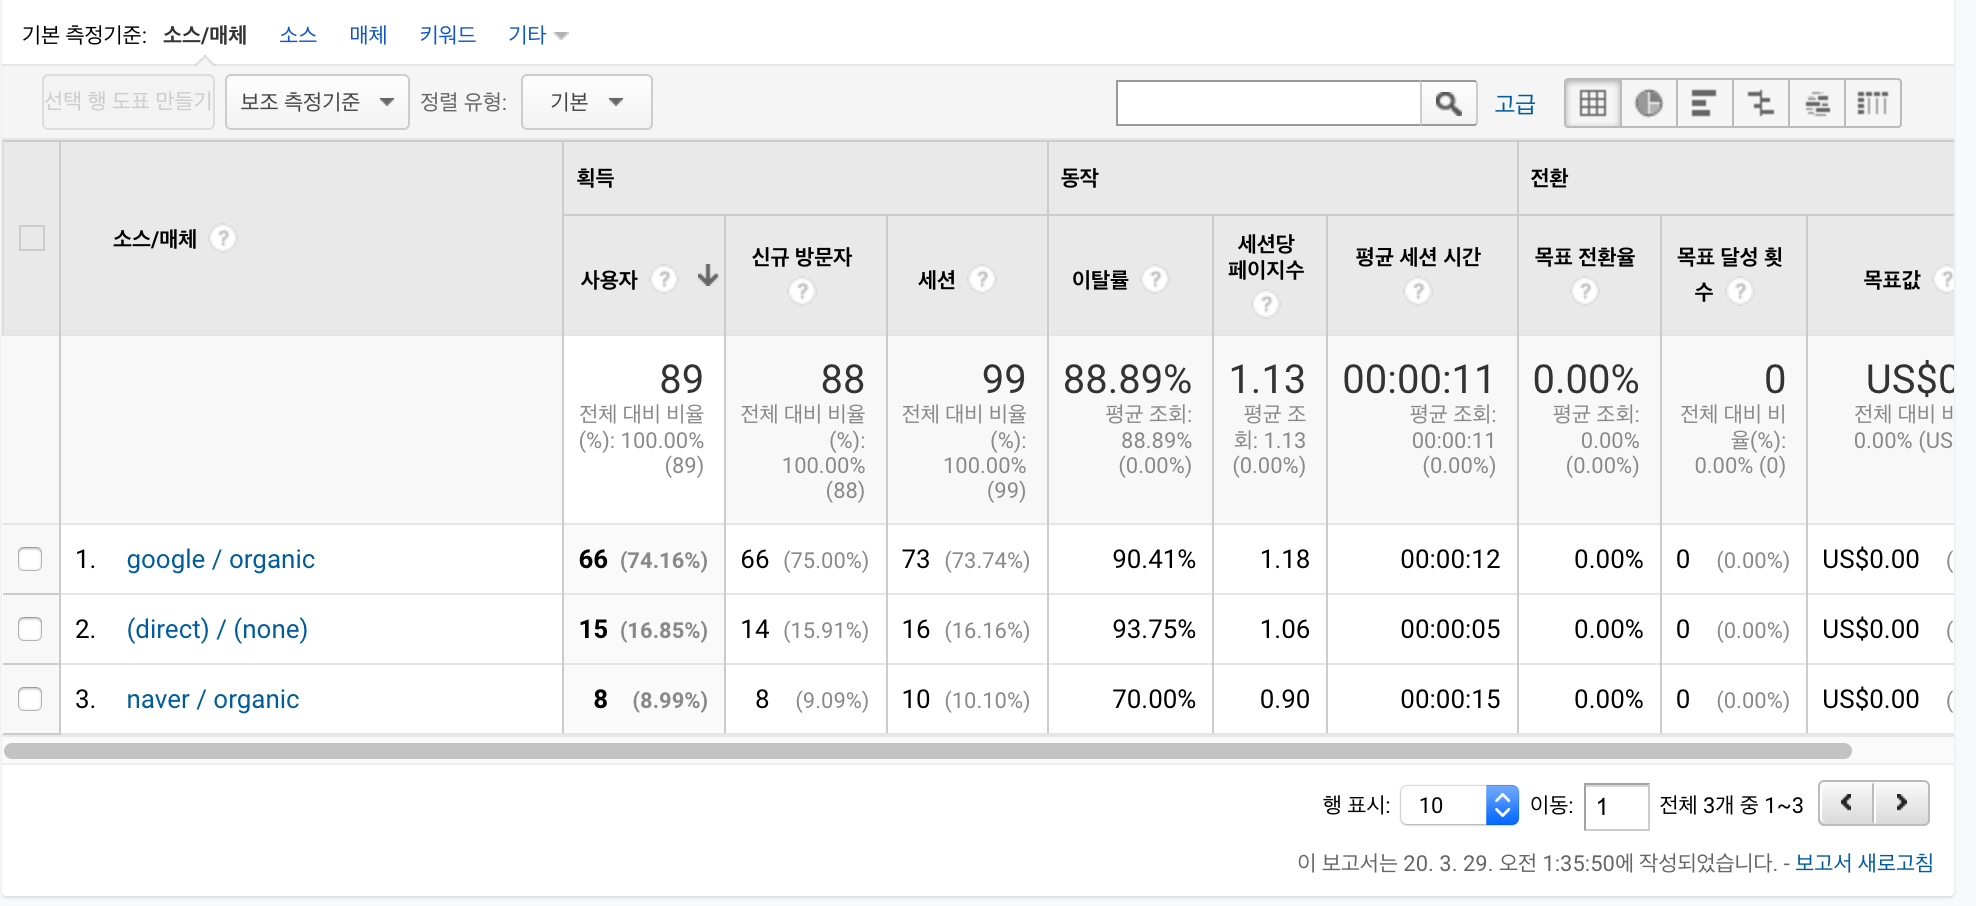 기본 측정기준: 소스/매체 소스 매체 키워드 기타
선택 행 도표 만들기 보조 측정기준 정렬 유형: 기본 고급
소스/매체 ?
획득 동작 전환
사용자 ? 신규 방문자 ? 세션 ? 이탈률 ? 세션당 페이지수 ? 평균 세션 시간 ? 목표 전환율 ? 목표 달성 횟수 ? 목표값 ?
89 88 99 88.89% 1.13 00:00:11 0.00% 0 US$0
전체 대비 비율 (%): 100.00% (89)
전체 대비 비율 (%): 100.00% (88)
전체 대비 비율 (%): 100.00% (99)
평균 조회: 88.89% (0.00%)
평균 조회: 1.13 (0.00%)
평균 조회: 00:00:11 (0.00%)
평균 조회: 0.00% (0.00%)
전체 대비 비율(%): 0.00% (0)
전체 대비 비 0.00% (US
1. google / organic 66 (74.16%) 66 (75.00%) 73 (73.74%) 90.41% 1.18 00:00:12 0.00% 0 (0.00%) US$0.00 (
2. (direct) / (none) 15 (16.85%) 14 (15.91%) 16 (16.16%) 93.75% 1.06 00:00:05 0.00% 0 (0.00%) US$0.00 (
3. naver / organic 8 (8.99%) 8 (9.09%) 10 (10.10%) 70.00% 0.90 00:00:15 0.00% 0 (0.00%) US$0.00 (
행 표시: 10 이동: 1 전체 3개 중 1~3
이 보고서는 20. 3. 29. 오전 1:35:50에 작성되었습니다. - 보고서 새로고침